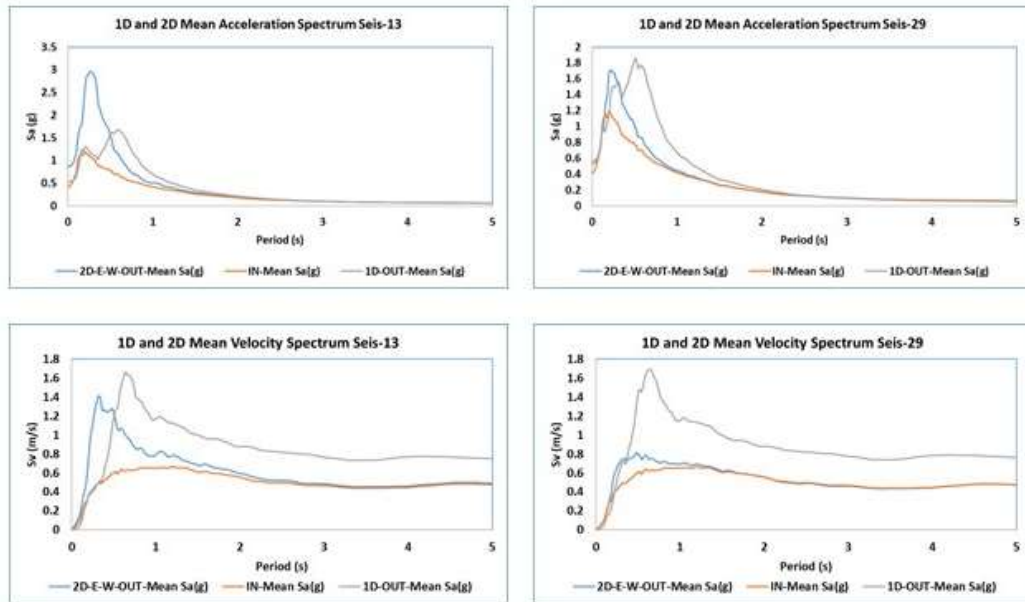 1D and 2D Mean Acceleration Spectrum Seis-13
3.5
3
2.5
2
1.5
1
0.5
0
Sa (g)
0 1 2 3 4 5
Period (s)
2D-E-W-OUT-Mean Sa(g) IN-Mean Sa(g) 1D-OUT-Mean Sa(g)
1D and 2D Mean Acceleration Spectrum Seis-29
2
1.8
1.6
1.4
1.2
1
0.8
0.6
0.4
0.2
0
Sa (g)
0 1 2 3 4 5
Period (s)
2D-E-W-OUT-Mean Sa(g) IN-Mean Sa(g) 1D-OUT-Mean Sa(g)
1D and 2D Mean Velocity Spectrum Seis-13
1.8
1.6
1.4
1.2
1
0.8
0.6
0.4
0.2
0
Sv (m/s)
0 1 2 3 4 5
Period (s)
2D-E-W-OUT-Mean Sa(g) IN-Mean Sa(g) 1D-OUT-Mean Sa(g)
1D and 2D Mean Velocity Spectrum Seis-29
1.8
1.6
1.4
1.2
1
0.8
0.6
0.4
0.2
0
Sv (m/s)
0 1 2 3 4 5
Period (s)
2D-E-W-OUT-Mean Sa(g) IN-Mean Sa(g) 1D-OUT-Mean Sa(g)